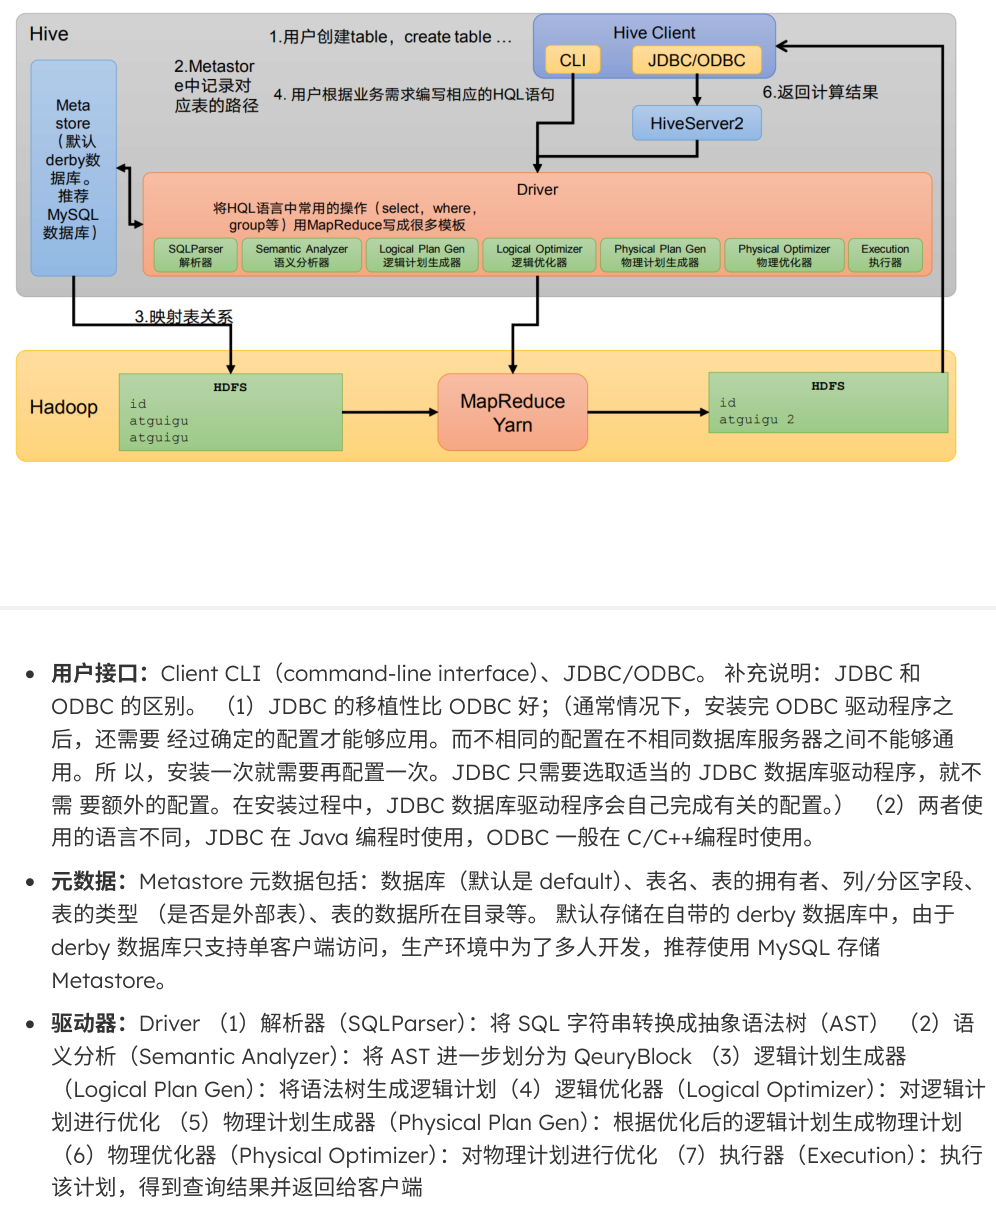 Hive
1.用户创建table，create table …
Hive Client
CLI
JDBC/ODBC
2.Metastor
e中记录对
应表的路径
4. 用户根据业务需求编写相应的HQL语句
6.返回计算结果
HiveServer2
Meta
store
（默认
derby数
据库。
推荐
MySQL
数据库）
Driver
将HQL语言中常用的操作（select，where，
group等）用MapReduce写成很多模板
SQLParser
解析器
Semantic Analyzer
语义分析器
Logical Plan Gen
逻辑计划生成器
Logical Optimizer
逻辑优化器
Physical Plan Gen
物理计划生成器
Physical Optimizer
物理优化器
Execution
执行器
3.映射表关系
Hadoop
HDFS
id
atguigu
atguigu
MapReduce
Yarn
HDFS
id
atguigu 2
• 用户接口：Client CLI（command-line interface）、JDBC/ODBC。 补充说明：JDBC 和
ODBC 的区别。 （1）JDBC 的移植性比 ODBC 好；（通常情况下，安装完 ODBC 驱动程序之
后，还需要 经过确定的配置才能够应用。而不相同的配置在不相同数据库服务器之间不能够通
用。所 以，安装一次就需要再配置一次。JDBC 只需要选取适当的 JDBC 数据库驱动程序，就不
需 要额外的配置。在安装过程中，JDBC 数据库驱动程序会自己完成有关的配置。） （2）两者使
用的语言不同，JDBC 在 Java 编程时使用，ODBC 一般在 C/C++编程时使用。
• 元数据：Metastore 元数据包括：数据库（默认是 default）、表名、表的拥有者、列/分区字段、
表的类型 （是否是外部表）、表的数据所在目录等。 默认存储在自带的 derby 数据库中，由于
derby 数据库只支持单客户端访问，生产环境中为了多人开发，推荐使用 MySQL 存储
Metastore。
• 驱动器：Driver （1）解析器（SQLParser）：将 SQL 字符串转换成抽象语法树（AST） （2）语
义分析（Semantic Analyzer）：将 AST 进一步划分为 QeuryBlock （3）逻辑计划生成器
（Logical Plan Gen）：将语法树生成逻辑计划（4）逻辑优化器（Logical Optimizer）：对逻辑计
划进行优化 （5）物理计划生成器（Physical Plan Gen）：根据优化后的逻辑计划生成物理计划
（6）物理优化器（Physical Optimizer）：对物理计划进行优化 （7）执行器（Execution）：执行
该计划，得到查询结果并返回给客户端